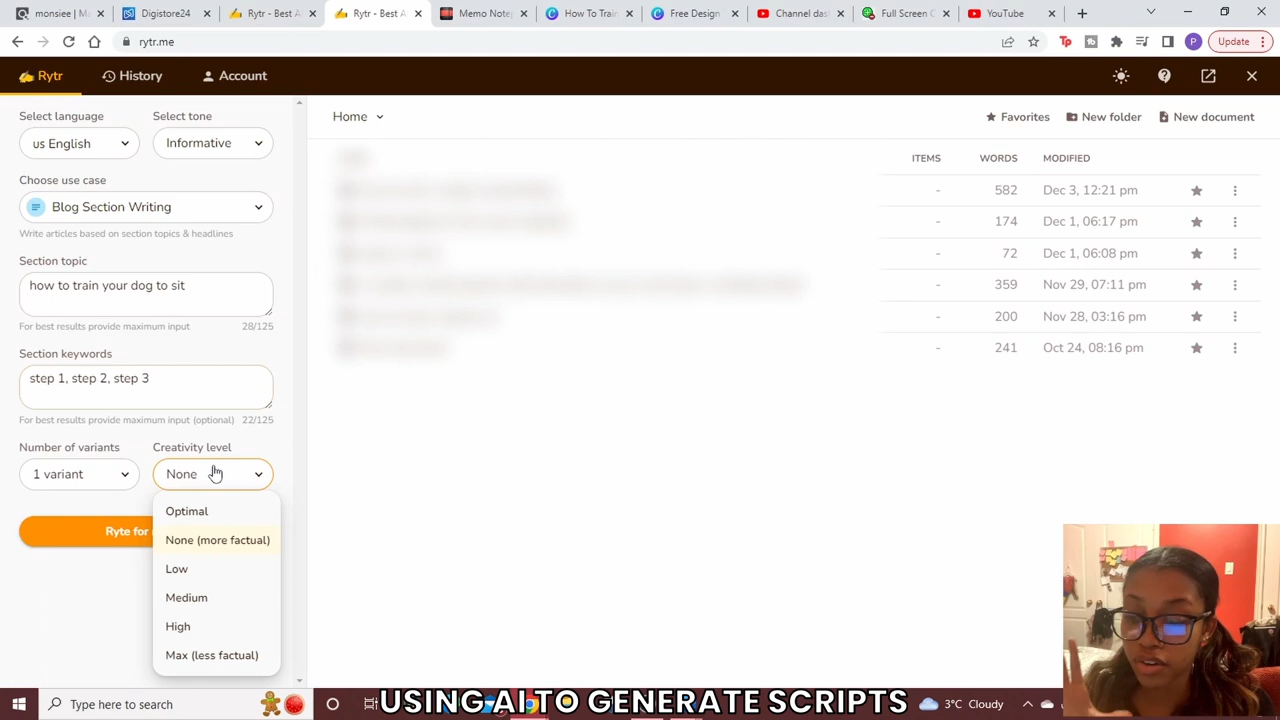 monsie
Digistore24
Rytr - Best A
Rytr - Best A
Memo Note
How To Train
Free Design
Channel das
Full Screen C
YouTube
rytr.me
Update
Rytr
History
Account
Select language
Select tone
us English
Informative
Choose use case
Blog Section Writing
Write articles based on section topics & headlines
Section topic
how to train your dog to sit
For best results provide maximum input
28/125
Section keywords
step 1, step 2, step 3
For best results provide maximum input (optional)
22/125
Number of variants
Creativity level
1 variant
None
Ryte for
Optimal
None (more factual)
Low
Medium
High
Max (less factual)
Home
Favorites
New folder
New document
ITEMS WORDS MODIFIED
- 582 Dec 3, 12:21 pm
- 174 Dec 1, 06:17 pm
- 72 Dec 1, 06:08 pm
- 359 Nov 29, 07:11 pm
- 200 Nov 28, 03:16 pm
- 241 Oct 24, 08:16 pm
Type here to search
USING AI TO GENERATE SCRIPTS
3°C Cloudy